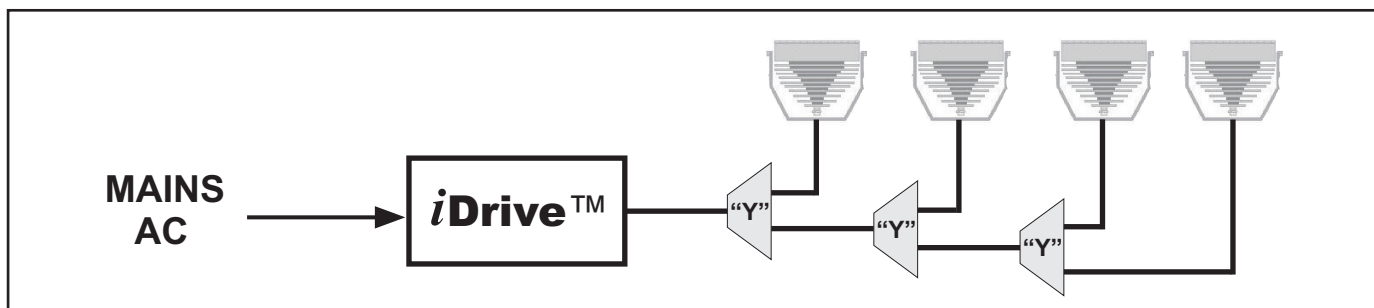 MAINS
AC
iDrive™
“Y”
“Y”
“Y”